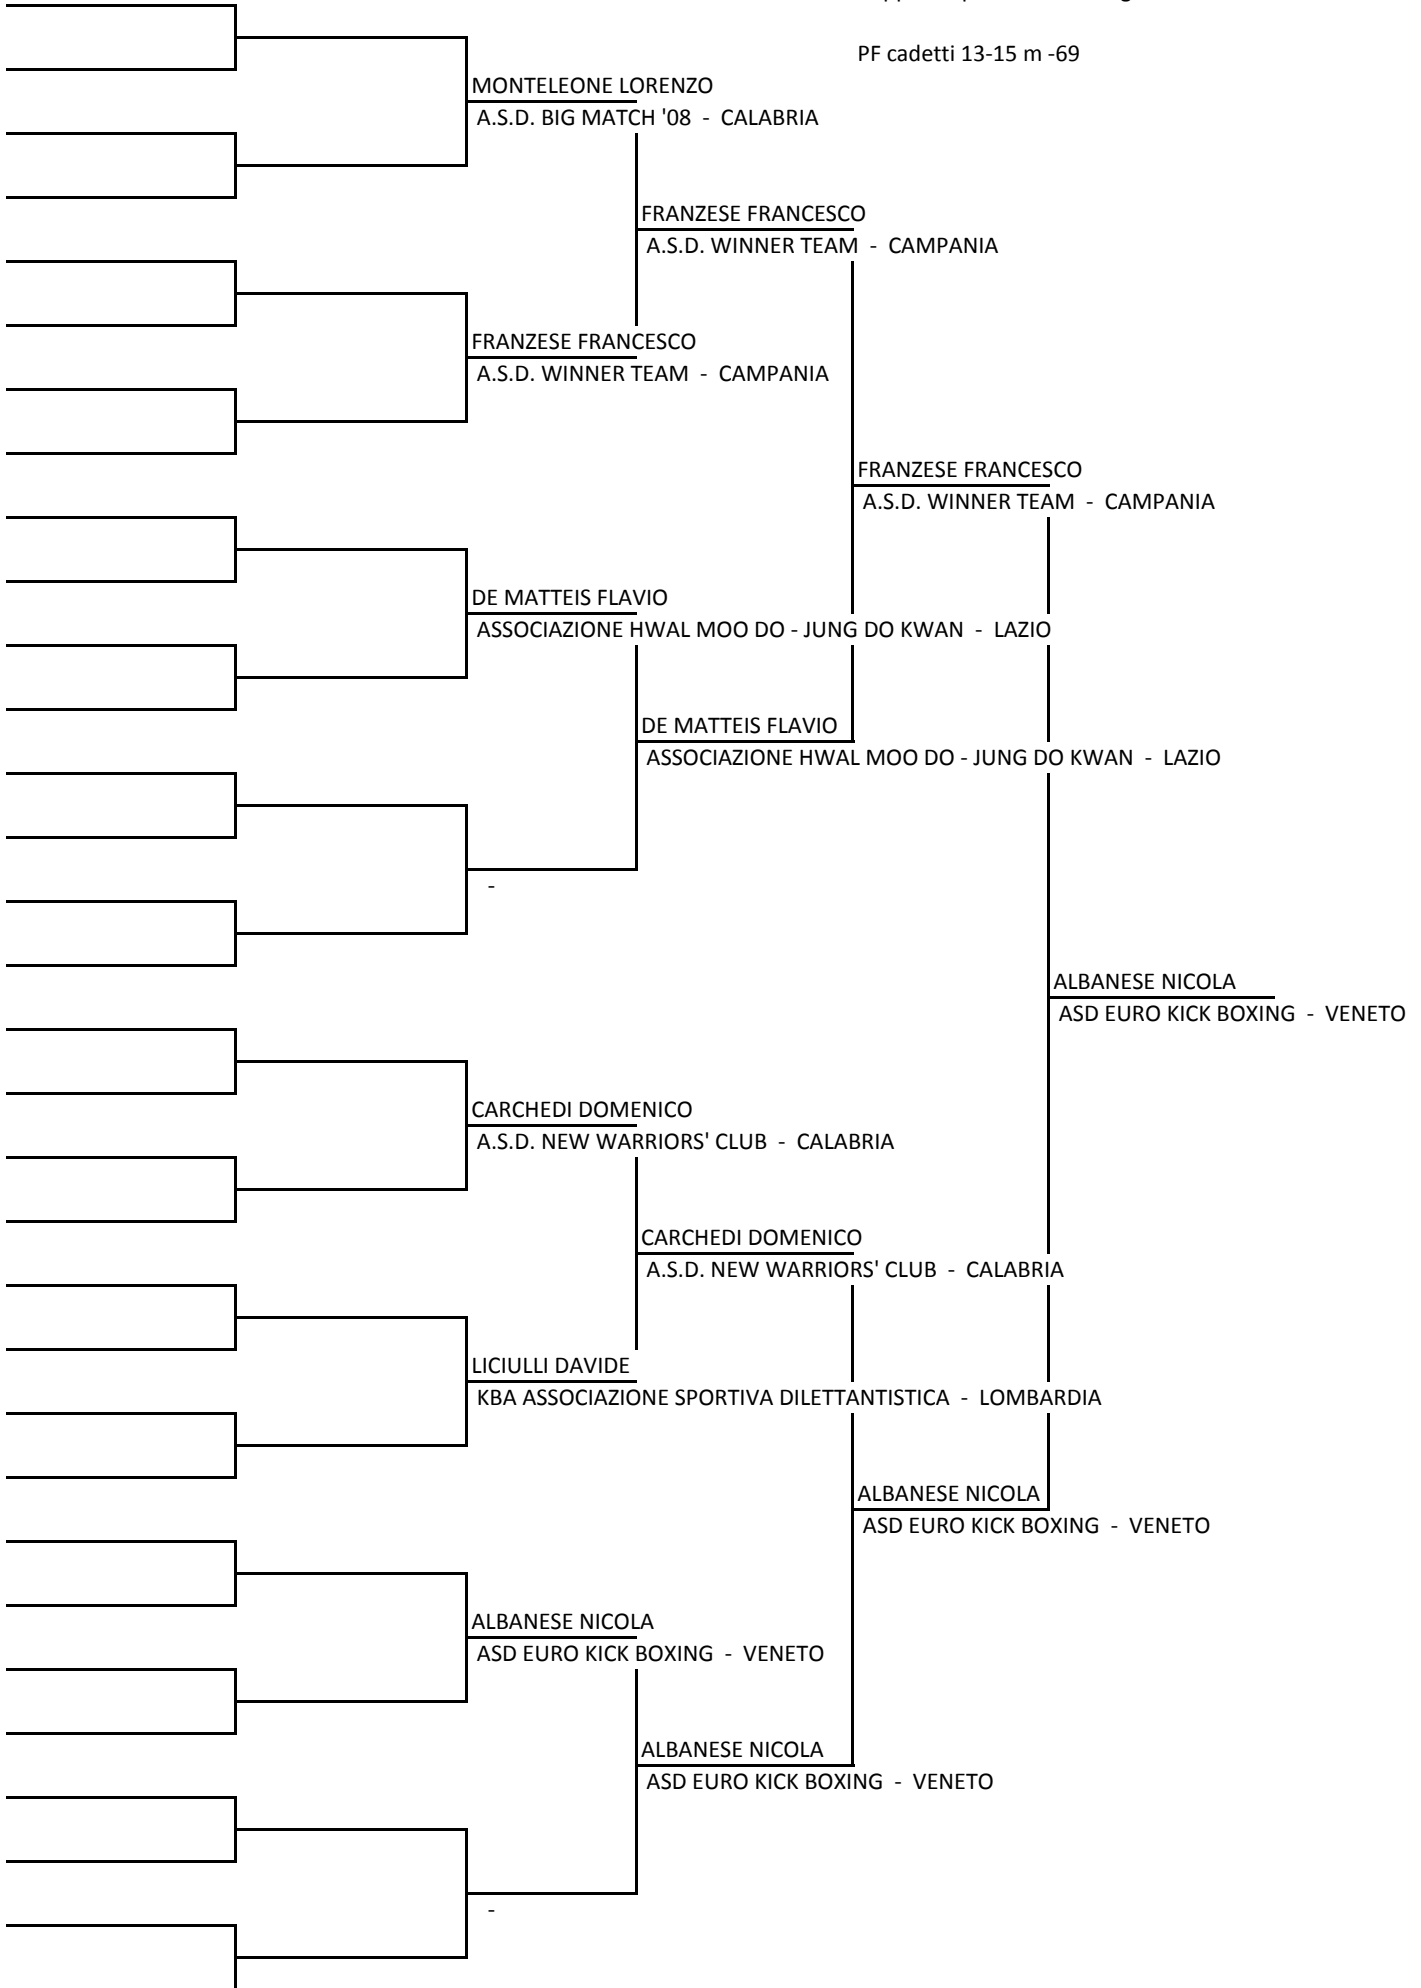 PF cadetti 13-15 m -69
MONTELEONE LORENZO
A.S.D. BIG MATCH '08 - CALABRIA
FRANZESE FRANCESCO
A.S.D. WINNER TEAM - CAMPANIA
FRANZESE FRANCESCO
A.S.D. WINNER TEAM - CAMPANIA
FRANZESE FRANCESCO
A.S.D. WINNER TEAM - CAMPANIA
DE MATTEIS FLAVIO
ASSOCIAZIONE HWAL MOO DO - JUNG DO KWAN - LAZIO
DE MATTEIS FLAVIO
ASSOCIAZIONE HWAL MOO DO - JUNG DO KWAN - LAZIO
-
ALBANESE NICOLA
ASD EURO KICK BOXING - VENETO
CARCHEDI DOMENICO
A.S.D. NEW WARRIORS' CLUB - CALABRIA
CARCHEDI DOMENICO
A.S.D. NEW WARRIORS' CLUB - CALABRIA
LICIULLI DAVIDE
KBA ASSOCIAZIONE SPORTIVA DILETTANTISTICA - LOMBARDIA
ALBANESE NICOLA
ASD EURO KICK BOXING - VENETO
ALBANESE NICOLA
ASD EURO KICK BOXING - VENETO
ALBANESE NICOLA
ASD EURO KICK BOXING - VENETO
-